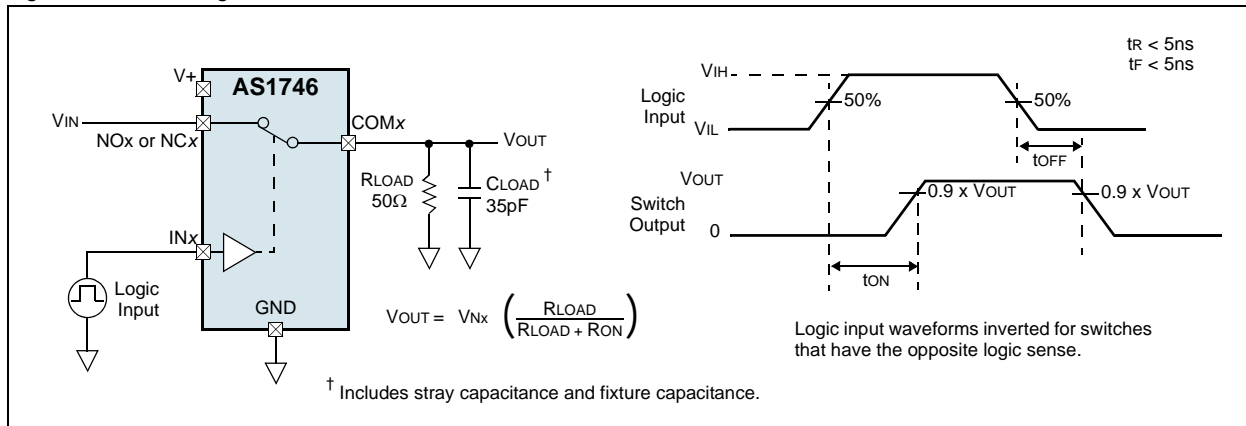 V+
AS1746
VIN
NOx or NCx
COMx
VOUT
RLOAD
50Ω
CLOAD †
35pF
INx
Logic
Input
GND
VOUT = VNx ( RLOAD / RLOAD + RON )
† Includes stray capacitance and fixture capacitance.
tR < 5ns
tF < 5ns
VIH
Logic
Input
VIL
50%
50%
tOFF
VOUT
Switch
Output
0
0.9 x VOUT
0.9 x VOUT
tON
Logic input waveforms inverted for switches
that have the opposite logic sense.